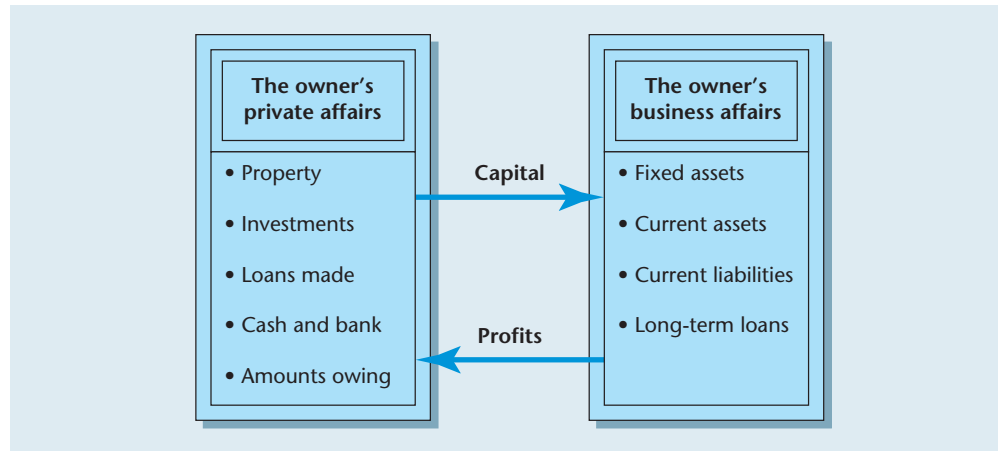 The owner's
private affairs
• Property
• Investments
• Loans made
• Cash and bank
• Amounts owing
Capital
Profits
The owner's
business affairs
• Fixed assets
• Current assets
• Current liabilities
• Long-term loans